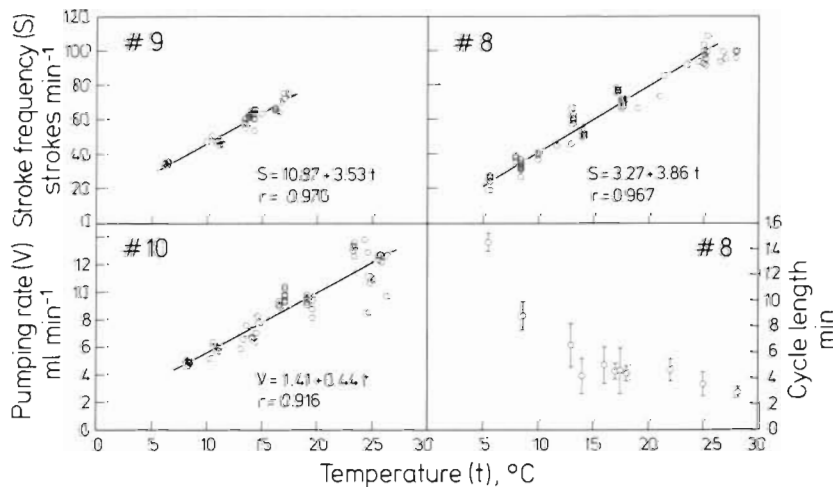 Stroke frequency (S)
strokes min⁻¹
120
100
80
60
40
20
0
#9
S = 10.87 + 3.53 t
r = 0.970
#8
S = 3.27 + 3.86 t
r = 0.967
Pumping rate (V)
ml min⁻¹
12
10
8
6
4
2
0
#10
V = 1.41 + 0.44 t
r = 0.916
#8
16
14
12
10
8
6
4
2
0
Cycle length
min
0 5 10 15 20 25 0 5 10 15 20 25 30
Temperature (t), °C